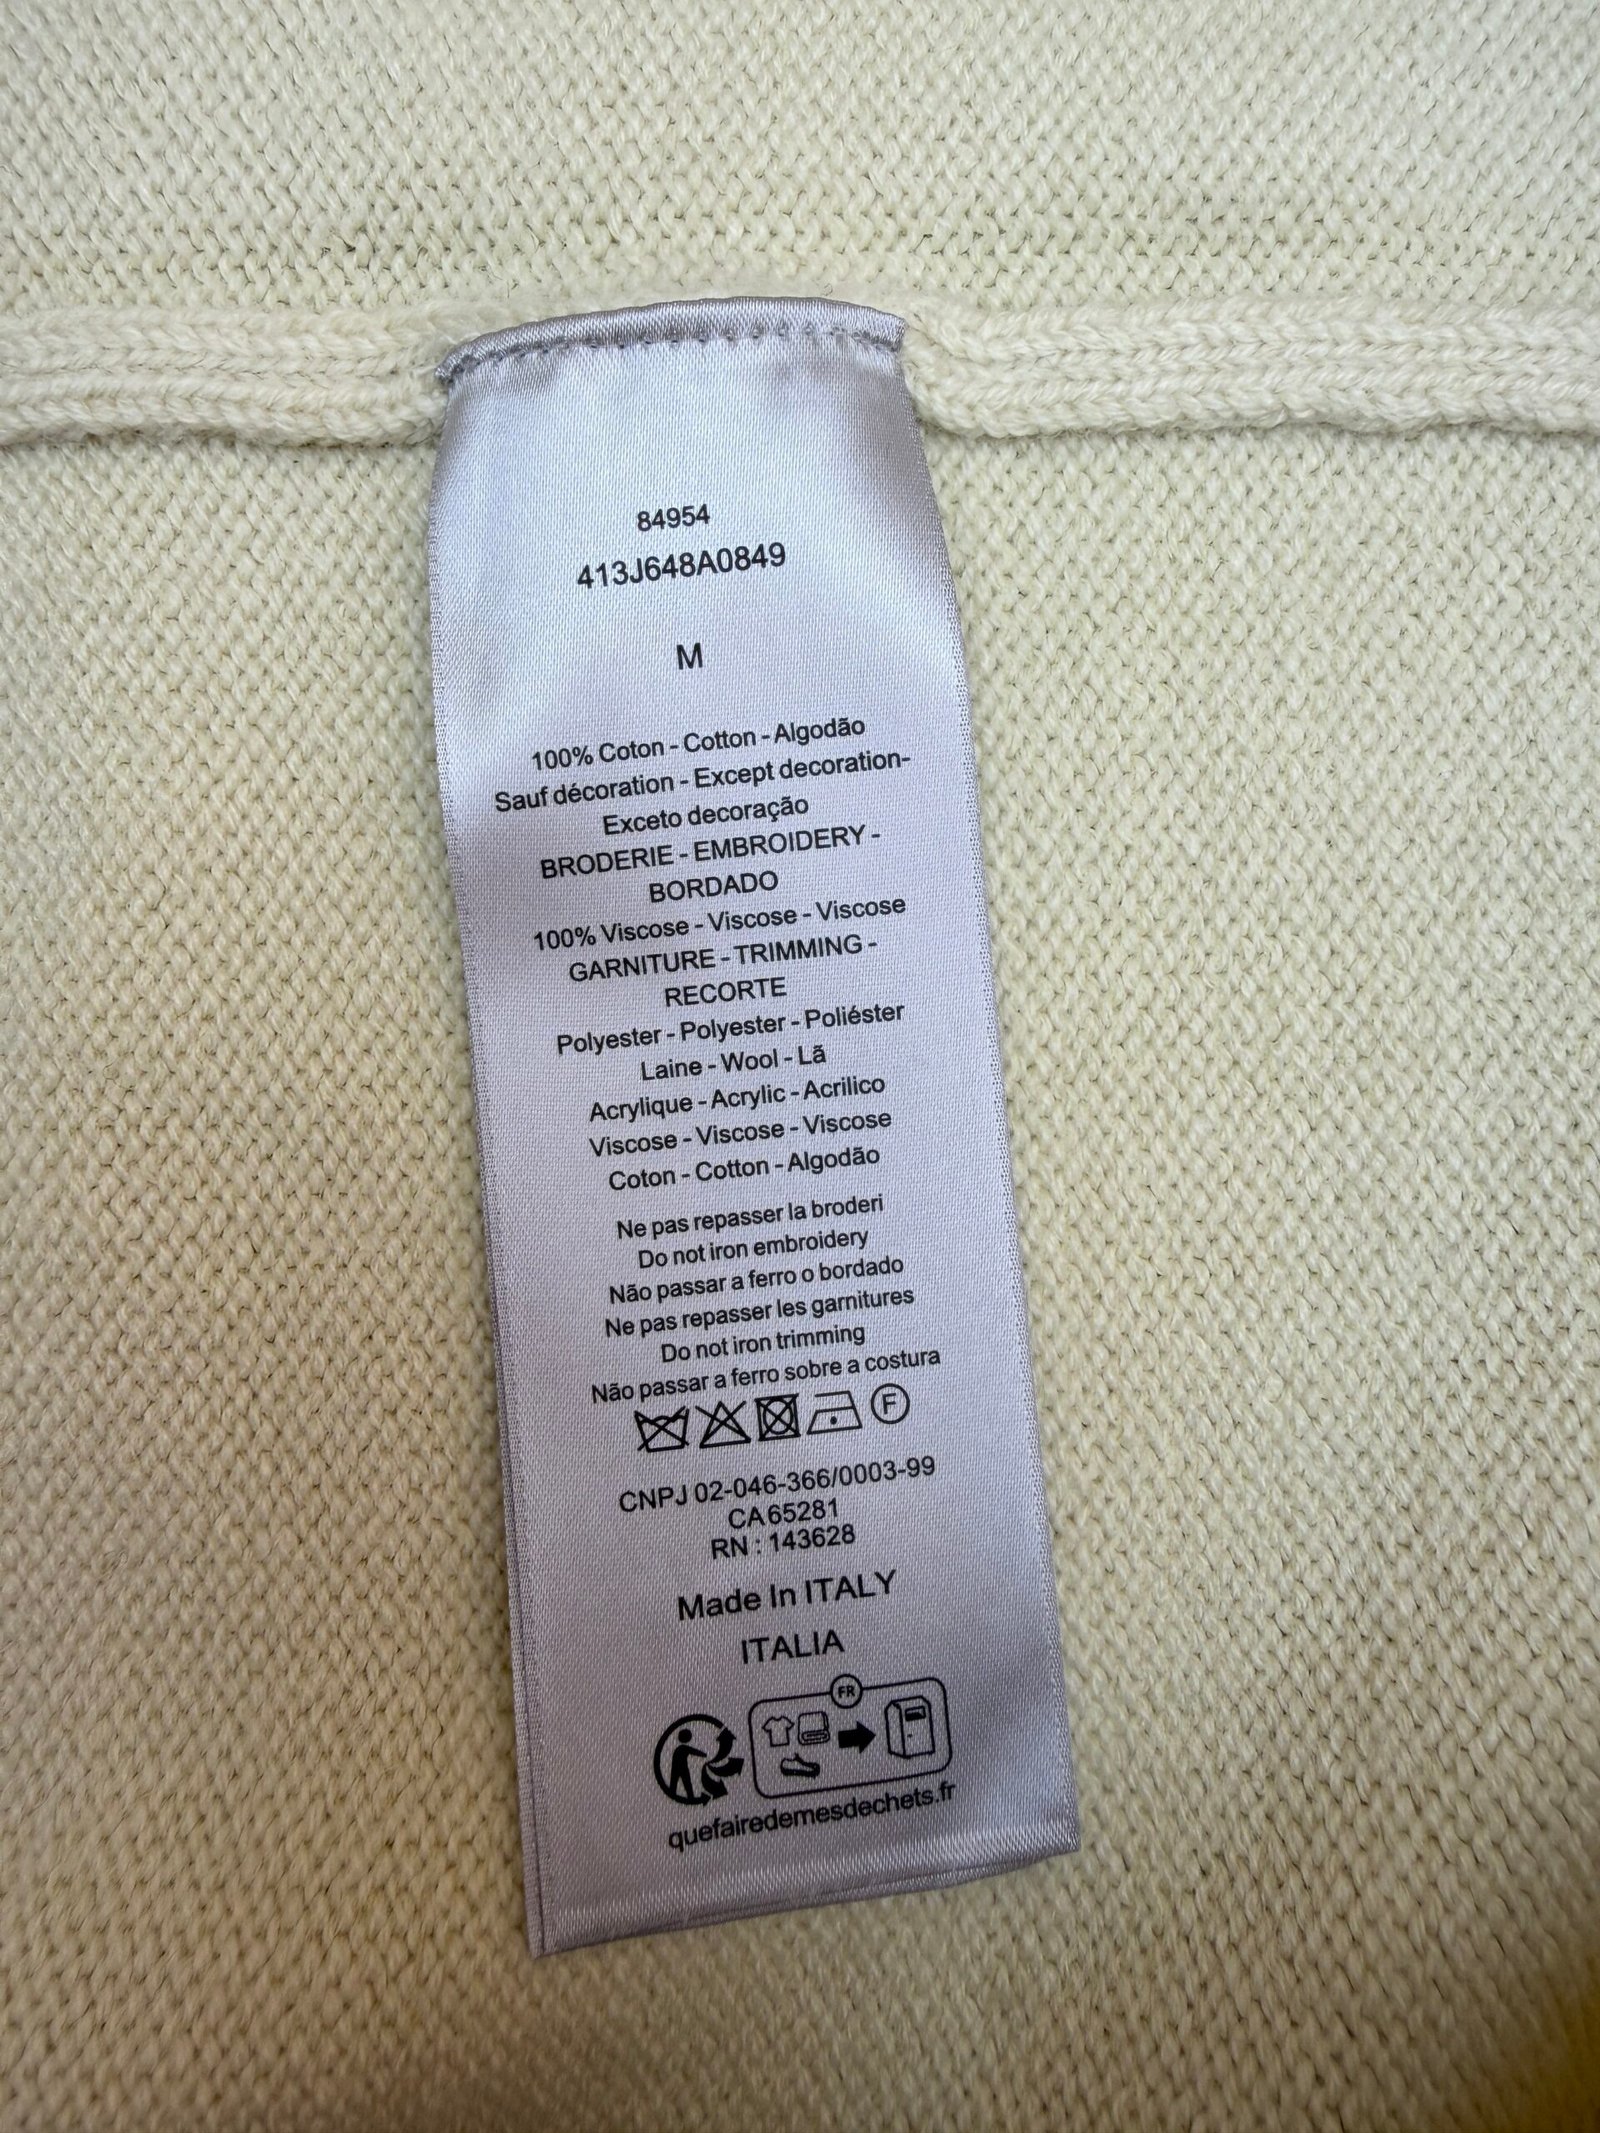 84954
413J648A0849
M
100% Coton - Cotton - Algodão
Sauf décoration - Except decoration-
Exceto decoração
BRODERIE - EMBROIDERY -
BORDADO
100% Viscose - Viscose - Viscose
GARNITURE - TRIMMING -
RECORTE
Polyester - Polyester - Poliéster
Laine - Wool - Lã
Acrylique - Acrylic - Acrilico
Viscose - Viscose - Viscose
Coton - Cotton - Algodão
Ne pas repasser la broderi
Do not iron embroidery
Não passar a ferro o bordado
Ne pas repasser les garnitures
Do not iron trimming
Não passar a ferro sobre a costura
F
CNPJ 02-046-366/0003-99
CA 65281
RN : 143628
Made In ITALY
ITALIA
FR
quefairedemesdechets.fr